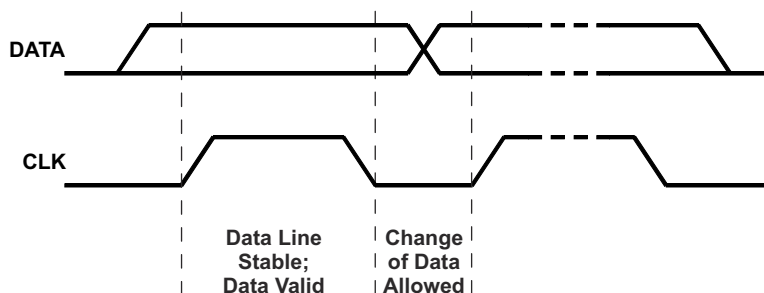 DATA
CLK
Data Line
Stable;
Data Valid
Change
of Data
Allowed